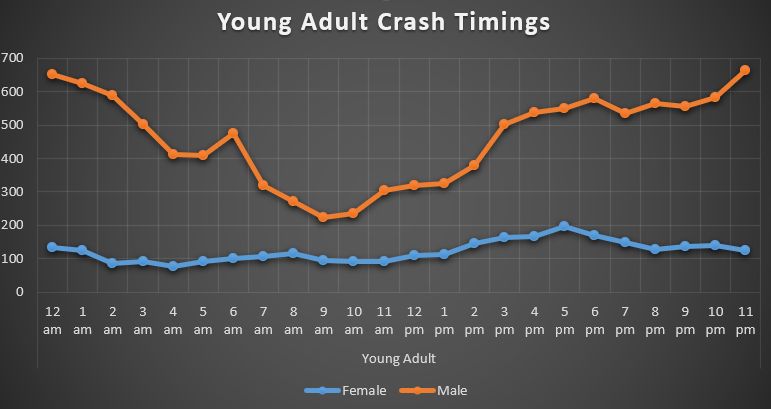 Young Adult Crash Timings
700
600
500
400
300
200
100
0
12 am
1 am
2 am
3 am
4 am
5 am
6 am
7 am
8 am
9 am
10 am
11 am
12 pm
1 pm
2 pm
3 pm
4 pm
5 pm
6 pm
7 pm
8 pm
9 pm
10 pm
11 pm
Young Adult
Female
Male